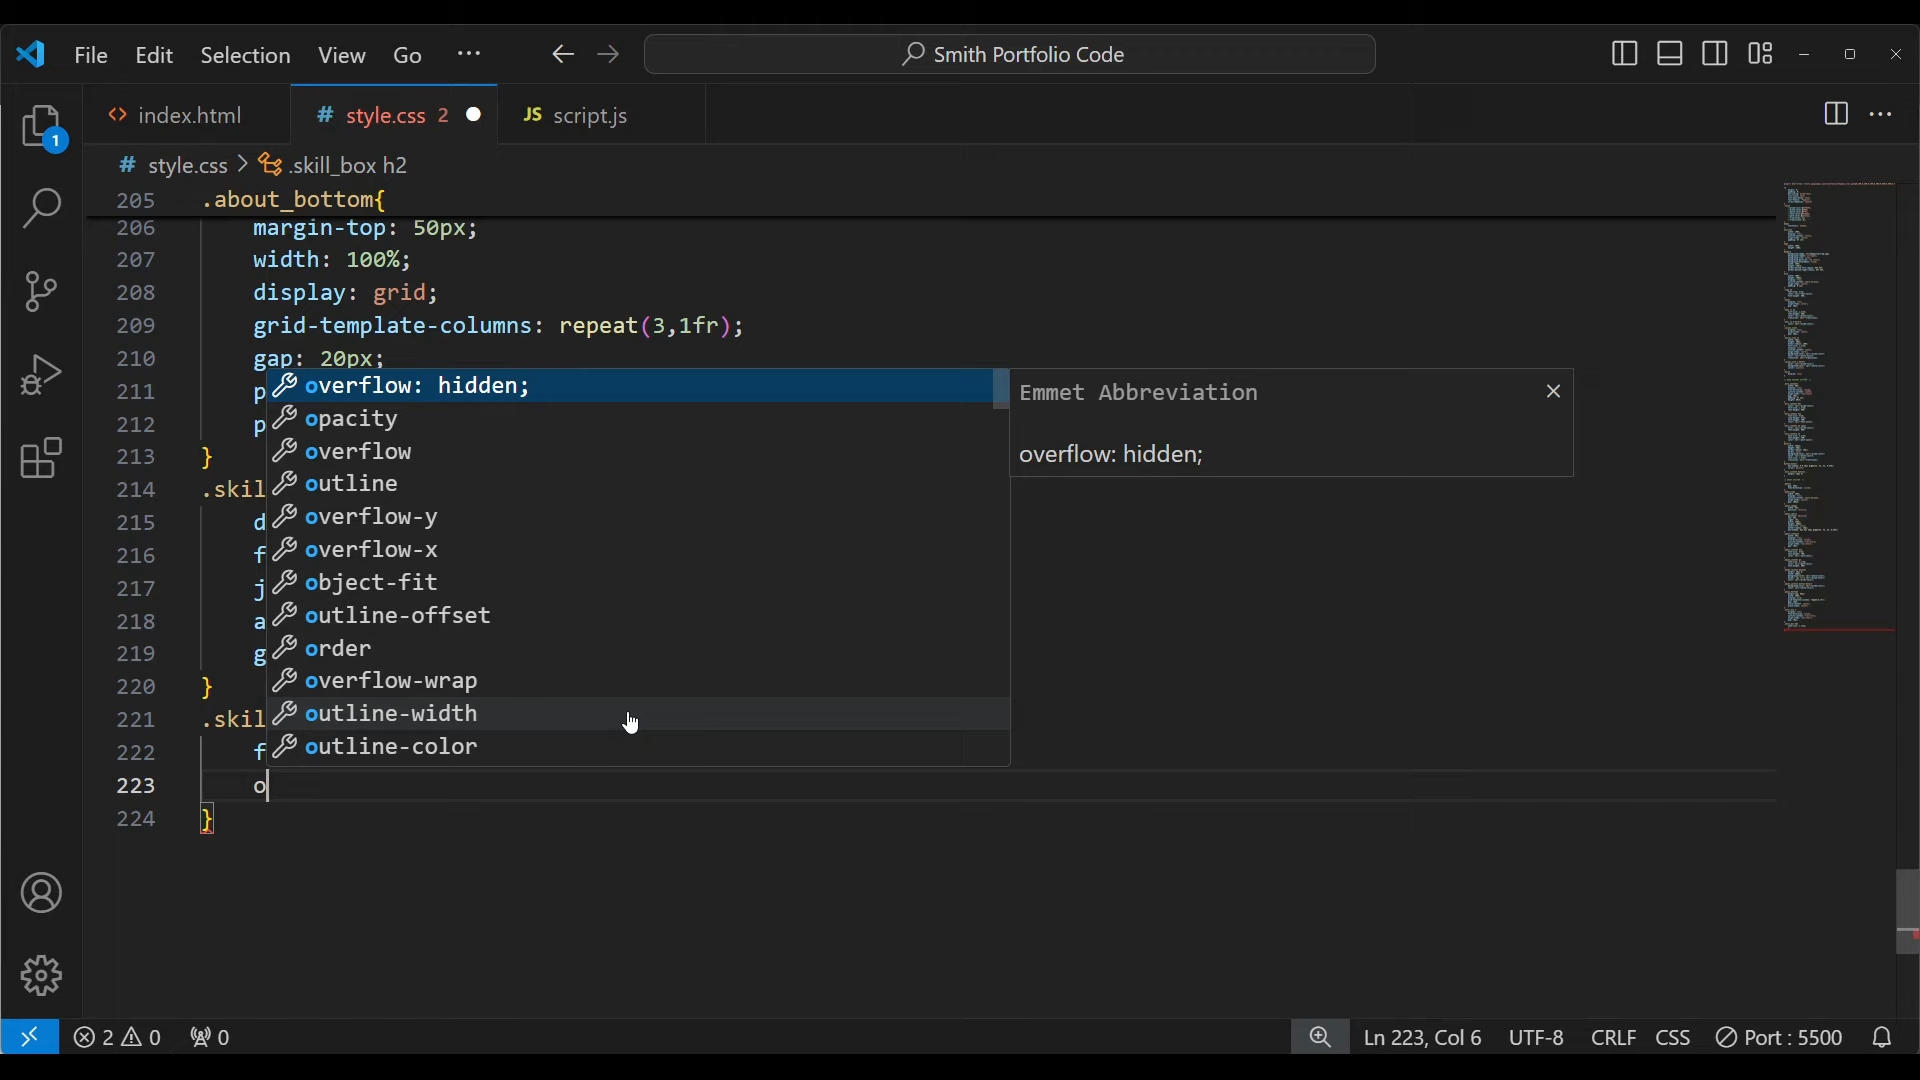 File Edit Selection View Go ··· Smith Portfolio Code
index.html # style.css 2 JS script.js
1
# style.css > .skill_box h2
205 .about_bottom{
206 margin-top: 50px;
207 width: 100%;
208 display: grid;
209 grid-template-columns: repeat(3,1fr);
210 gap: 20px;
211 p
212 p
213 }
214 .skil
215 d
216 f
217 j
218 a
219 g
220 }
221 .skil
222 f
223 o
224 }
overflow: hidden;
opacity
overflow
outline
overflow-y
overflow-x
object-fit
outline-offset
order
overflow-wrap
outline-width
outline-color
Emmet Abbreviation
overflow: hidden;
2 0 0 Ln 223, Col 6 UTF-8 CRLF CSS Port : 5500